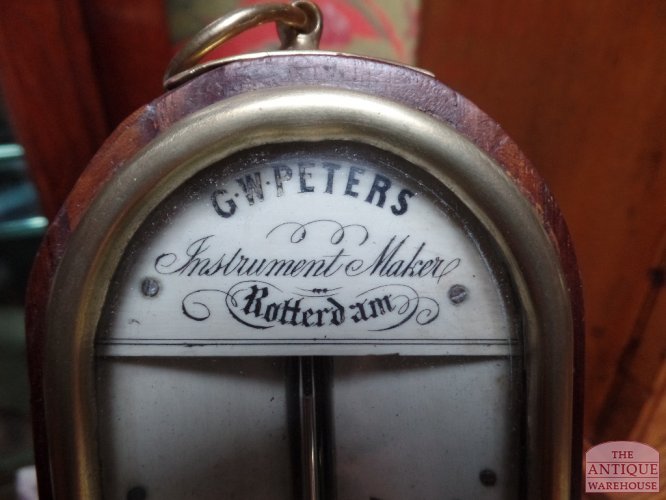 G·W·PETERS
Instrument Maker
Rotterdam
THE
ANTIQUE
WAREHOUSE